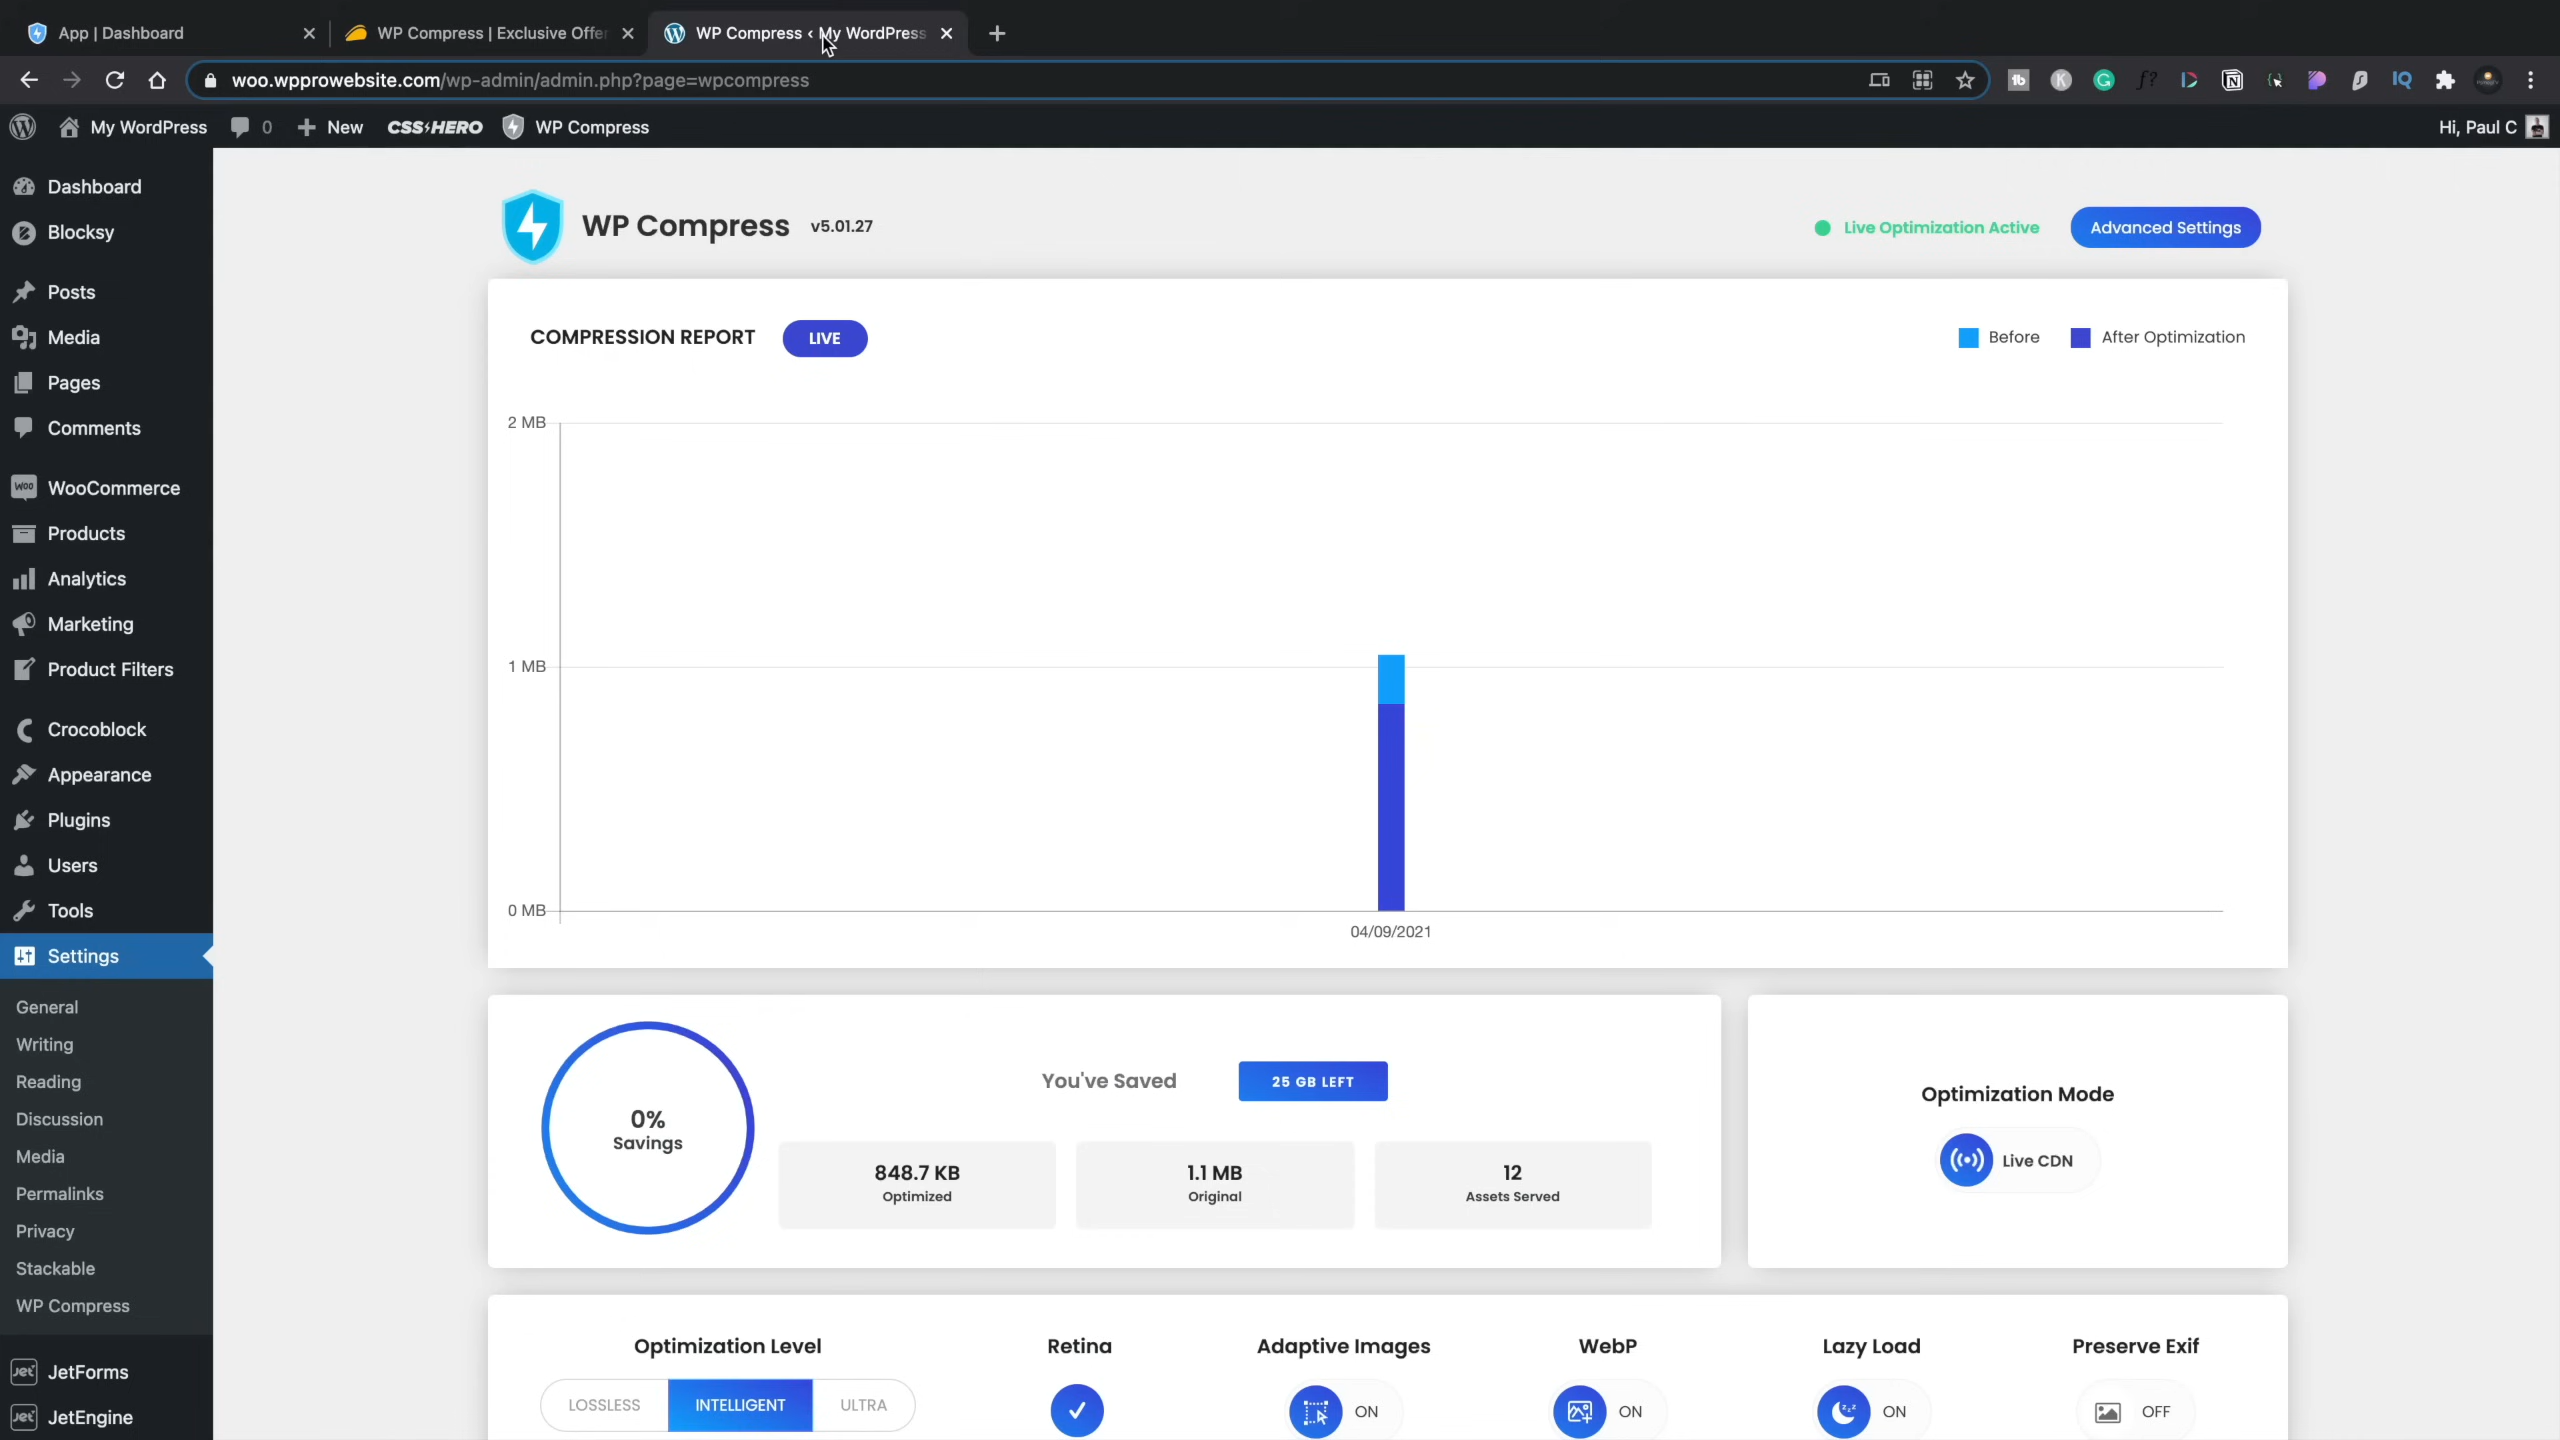 App | Dashboard
WP Compress | Exclusive Offer
WP Compress ‹ My WordPress
woo.wpprowebsite.com/wp-admin/admin.php?page=wpcompress
My WordPress
0
New
CSS HERO
WP Compress
Hi, Paul C
Dashboard
Blocksy
Posts
Media
Pages
Comments
WooCommerce
Products
Analytics
Marketing
Product Filters
Crocoblock
Appearance
Plugins
Users
Tools
Settings
General
Writing
Reading
Discussion
Media
Permalinks
Privacy
Stackable
WP Compress
JetForms
JetEngine
WP Compress v5.01.27
Live Optimization Active
Advanced Settings
COMPRESSION REPORT
LIVE
Before
After Optimization
2 MB
1 MB
0 MB
04/09/2021
0%
Savings
You've Saved
25 GB LEFT
848.7 KB
Optimized
1.1 MB
Original
12
Assets Served
Optimization Mode
Live CDN
Optimization Level
LOSSLESS
INTELLIGENT
ULTRA
Retina
Adaptive Images
ON
WebP
ON
Lazy Load
ON
Preserve Exif
OFF